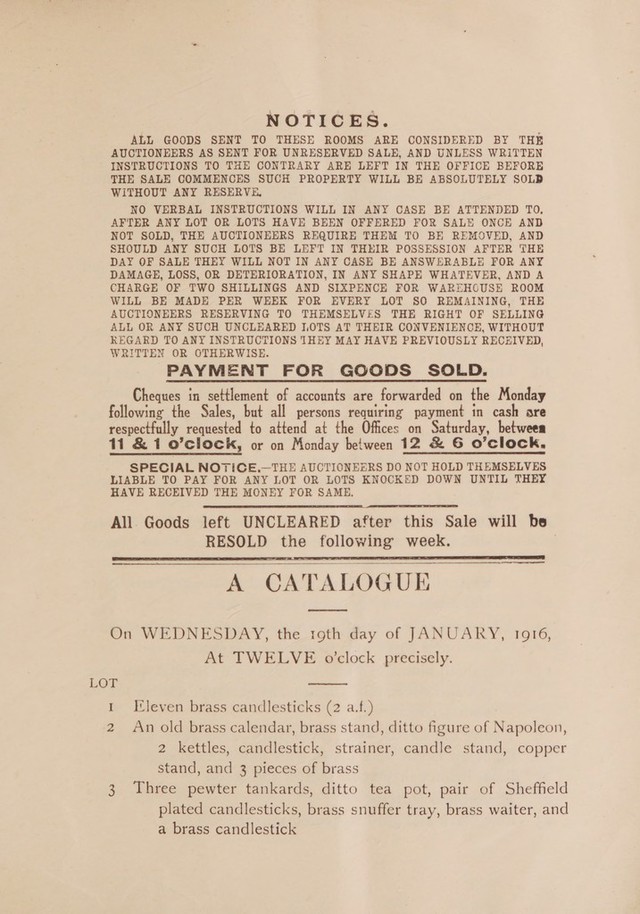 NOTICES.
ALL GOODS SENT TO THESE ROOMS ARE CONSIDERED BY THE
AUCTIONEERS AS SENT FOR UNRESERVED SALE, AND UNLESS WRITTEN
INSTRUCTIONS TO THE CONTRARY ARE LEFT IN THE OFFICE BEFORE
THE SALE COMMENCES SUCH PROPERTY WILL BE ABSOLUTELY SOLD
WITHOUT ANY RESERVE.
NO VERBAL INSTRUCTIONS WILL IN ANY CASE BE ATTENDED TO.
AFTER ANY LOT OR LOTS HAVE BEEN OFFERED FOR SALE ONCE AND
NOT SOLD, THE AUCTIONEERS REQUIRE THEM TO BE REMOVED, AND
SHOULD ANY SUCH LOTS BE LEFT IN THEIR POSSESSION AFTER THE
DAY OF SALE THEY WILL NOT IN ANY CASE BE ANSWERABLE FOR ANY
DAMAGE, LOSS, OR DETERIORATION, IN ANY SHAPE WHATEVER, AND A
CHARGE OF TWO SHILLINGS AND SIXPENCE FOR WAREHOUSE ROOM
WILL BE MADE PER WEEK FOR EVERY LOT SO REMAINING, THE
AUCTIONEERS RESERVING TO THEMSELVES THE RIGHT OF SELLING
ALL OR ANY SUCH UNCLEARED LOTS AT THEIR CONVENIENCE, WITHOUT
REGARD TO ANY INSTRUCTIONS THEY MAY HAVE PREVIOUSLY RECEIVED,
WRITTEN OR OTHERWISE.
PAYMENT FOR GOODS SOLD.
Cheques in settlement of accounts are forwarded on the Monday
following the Sales, but all persons requiring payment in cash are
respectfully requested to attend at the Offices on Saturday, between
11 & 1 o'clock, or on Monday between 12 & 6 o'clock.
SPECIAL NOTICE.—THE AUCTIONEERS DO NOT HOLD THEMSELVES
LIABLE TO PAY FOR ANY LOT OR LOTS KNOCKED DOWN UNTIL THEY
HAVE RECEIVED THE MONEY FOR SAME.
All Goods left UNCLEARED after this Sale will be
RESOLD the following week.
A CATALOGUE
On WEDNESDAY, the 19th day of JANUARY, 1916,
At TWELVE o'clock precisely.
LOT
1 Eleven brass candlesticks (2 a.f.)
2 An old brass calendar, brass stand, ditto figure of Napoleon,
2 kettles, candlestick, strainer, candle stand, copper
stand, and 3 pieces of brass
3 Three pewter tankards, ditto tea pot, pair of Sheffield
plated candlesticks, brass snuffer tray, brass waiter, and
a brass candlestick